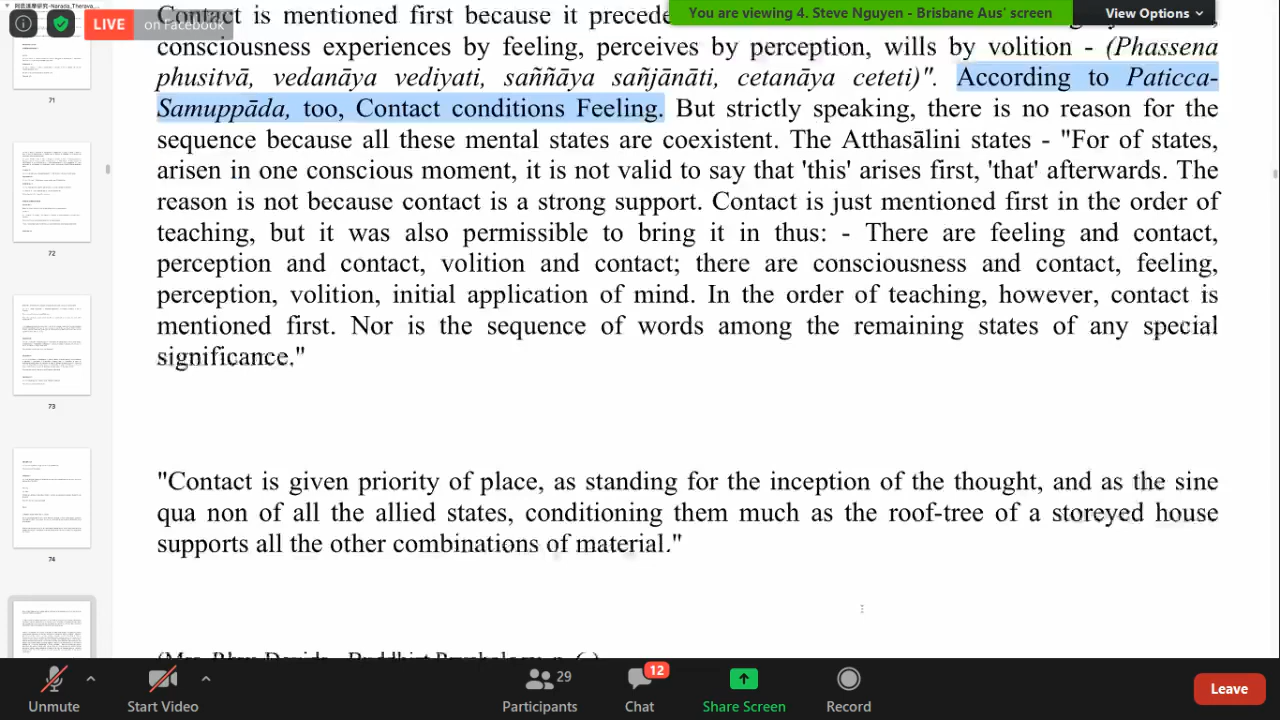 阿毘達摩研究-Narada_Therava_
LIVE on Facebook
You are viewing 4. Steve Nguyen - Brisbane Aus' screen
View Options
Contact is mentioned first because it precedes
consciousness experiences by feeling, perceives by perception, wills by volition - (Phassena
phusitvā, vedanāya vediyati, saññāya sañjānāti, cetanāya ceteti)". According to Paticca-
Samuppāda, too, Contact conditions Feeling. But strictly speaking, there is no reason for the
sequence because all these mental states are coexistent. The Atthasālini states - "For of states,
arisen in one conscious moment, it is not valid to say that 'this' arises first, 'that' afterwards. The
reason is not because contact is a strong support. Contact is just mentioned first in the order of
teaching, but it was also permissible to bring it in thus: - There are feeling and contact,
perception and contact, volition and contact; there are consciousness and contact, feeling,
perception, volition, initial application of mind. In the order of teaching, however, contact is
mentioned first. Nor is the sequence of words among the remaining states of any special
significance.
"Contact is given priority of place, as standing for the inception of the thought, and as the sine
qua non of all the allied states, conditioning them much as the roof-tree of a storeyed house
supports all the other combinations of material."
71
72
73
74
Unmute
Start Video
29
Participants
12
Chat
Share Screen
Record
Leave